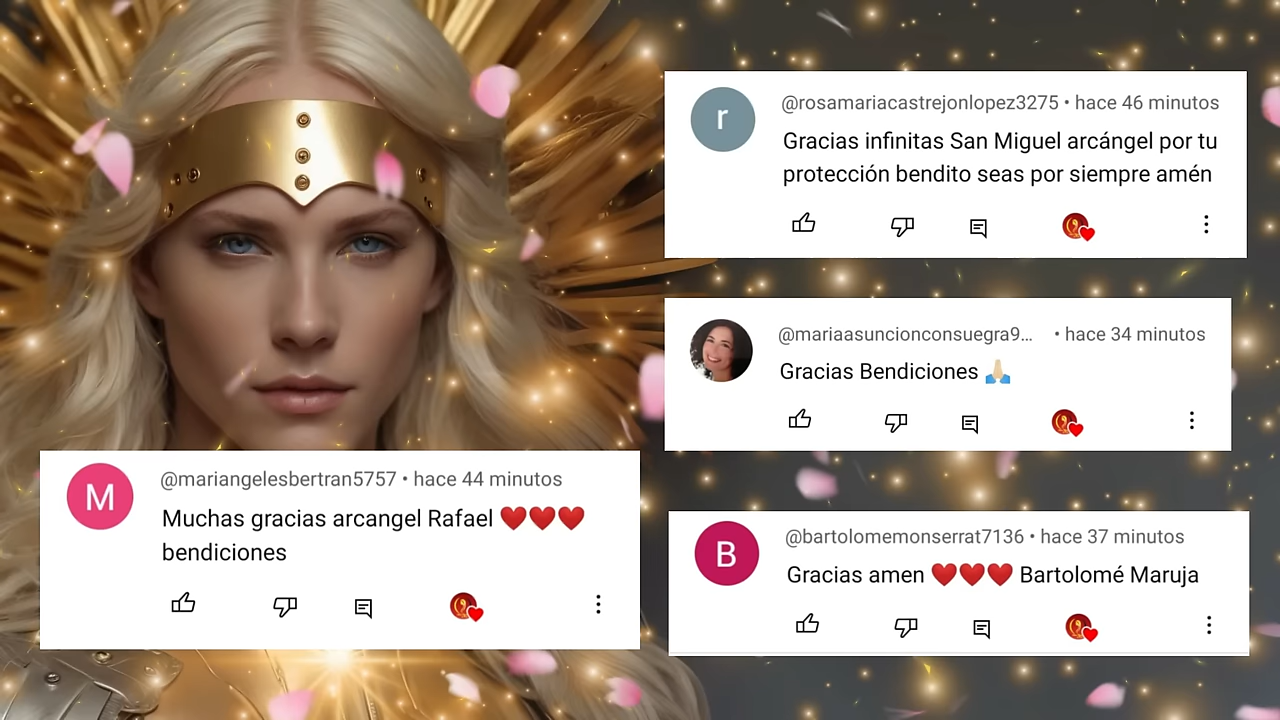 @rosamariacastrejonlopez3275 • hace 46 minutos
Gracias infinitas San Miguel arcángel por tu
protección bendito seas por siempre amén
@mariaasuncionconsuegra9... • hace 34 minutos
Gracias Bendiciones 🙏🏼
M
@mariangelesbertran5757 • hace 44 minutos
Muchas gracias arcangel Rafael ❤️❤️❤️
bendiciones
B
@bartolomemonserrat7136 • hace 37 minutos
Gracias amen ❤️❤️❤️ Bartolomé Maruja
r